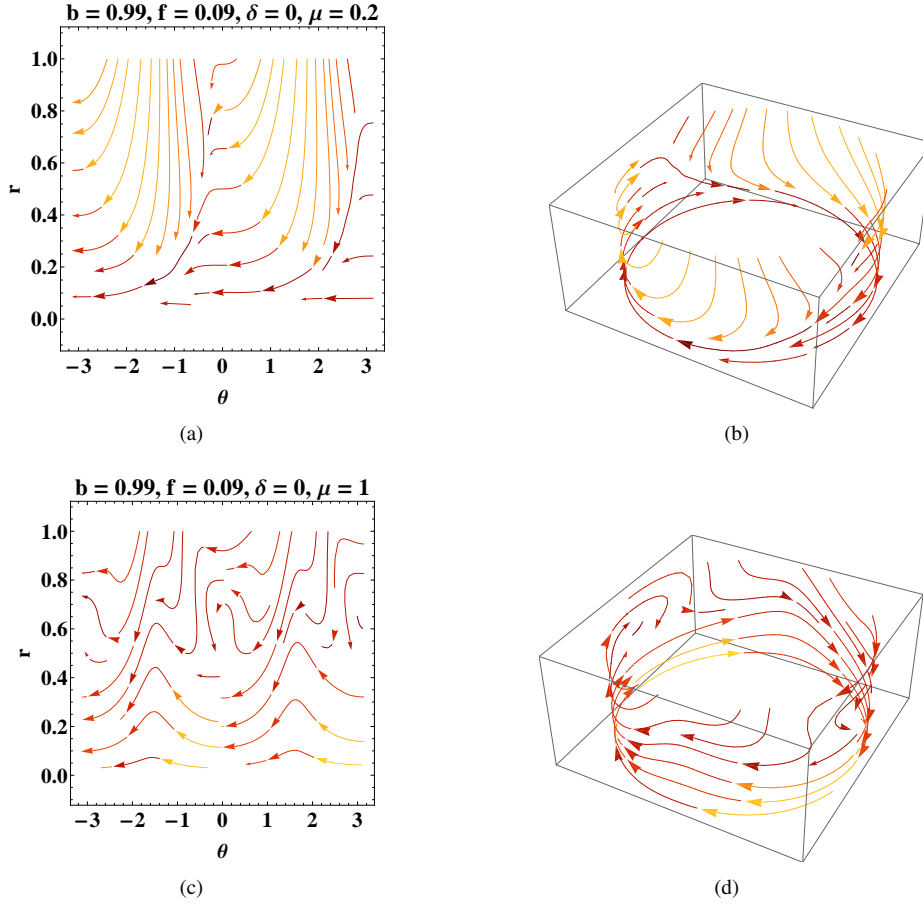 b = 0.99, f = 0.09, δ = 0, μ = 0.2
1.0
0.8
0.6
r
0.4
0.2
0.0
−3 −2 −1 0 1 2 3
θ
(a)
(b)
b = 0.99, f = 0.09, δ = 0, μ = 1
1.0
0.8
0.6
r
0.4
0.2
0.0
−3 −2 −1 0 1 2 3
θ
(c)
(d)